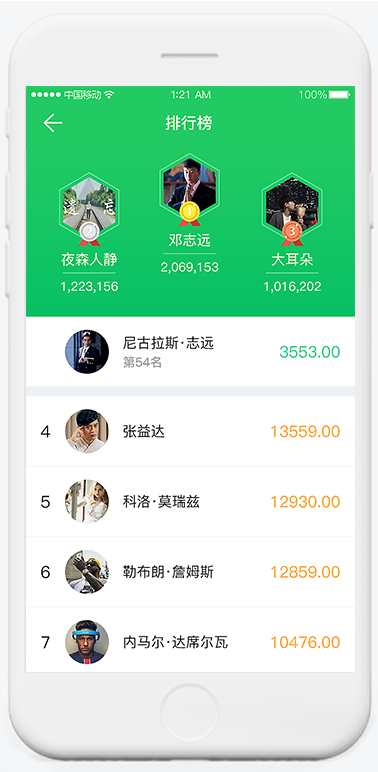 中国移动 1:21 AM 100%
排行榜
遗忘
2
1
3
夜森人静
邓志远
大耳朵
1,223,156
2,069,153
1,016,202
尼古拉斯·志远
3553.00
第54名
4 张益达 13559.00
5 科洛·莫瑞兹 12930.00
6 勒布朗·詹姆斯 12859.00
7 内马尔·达席尔瓦 10476.00